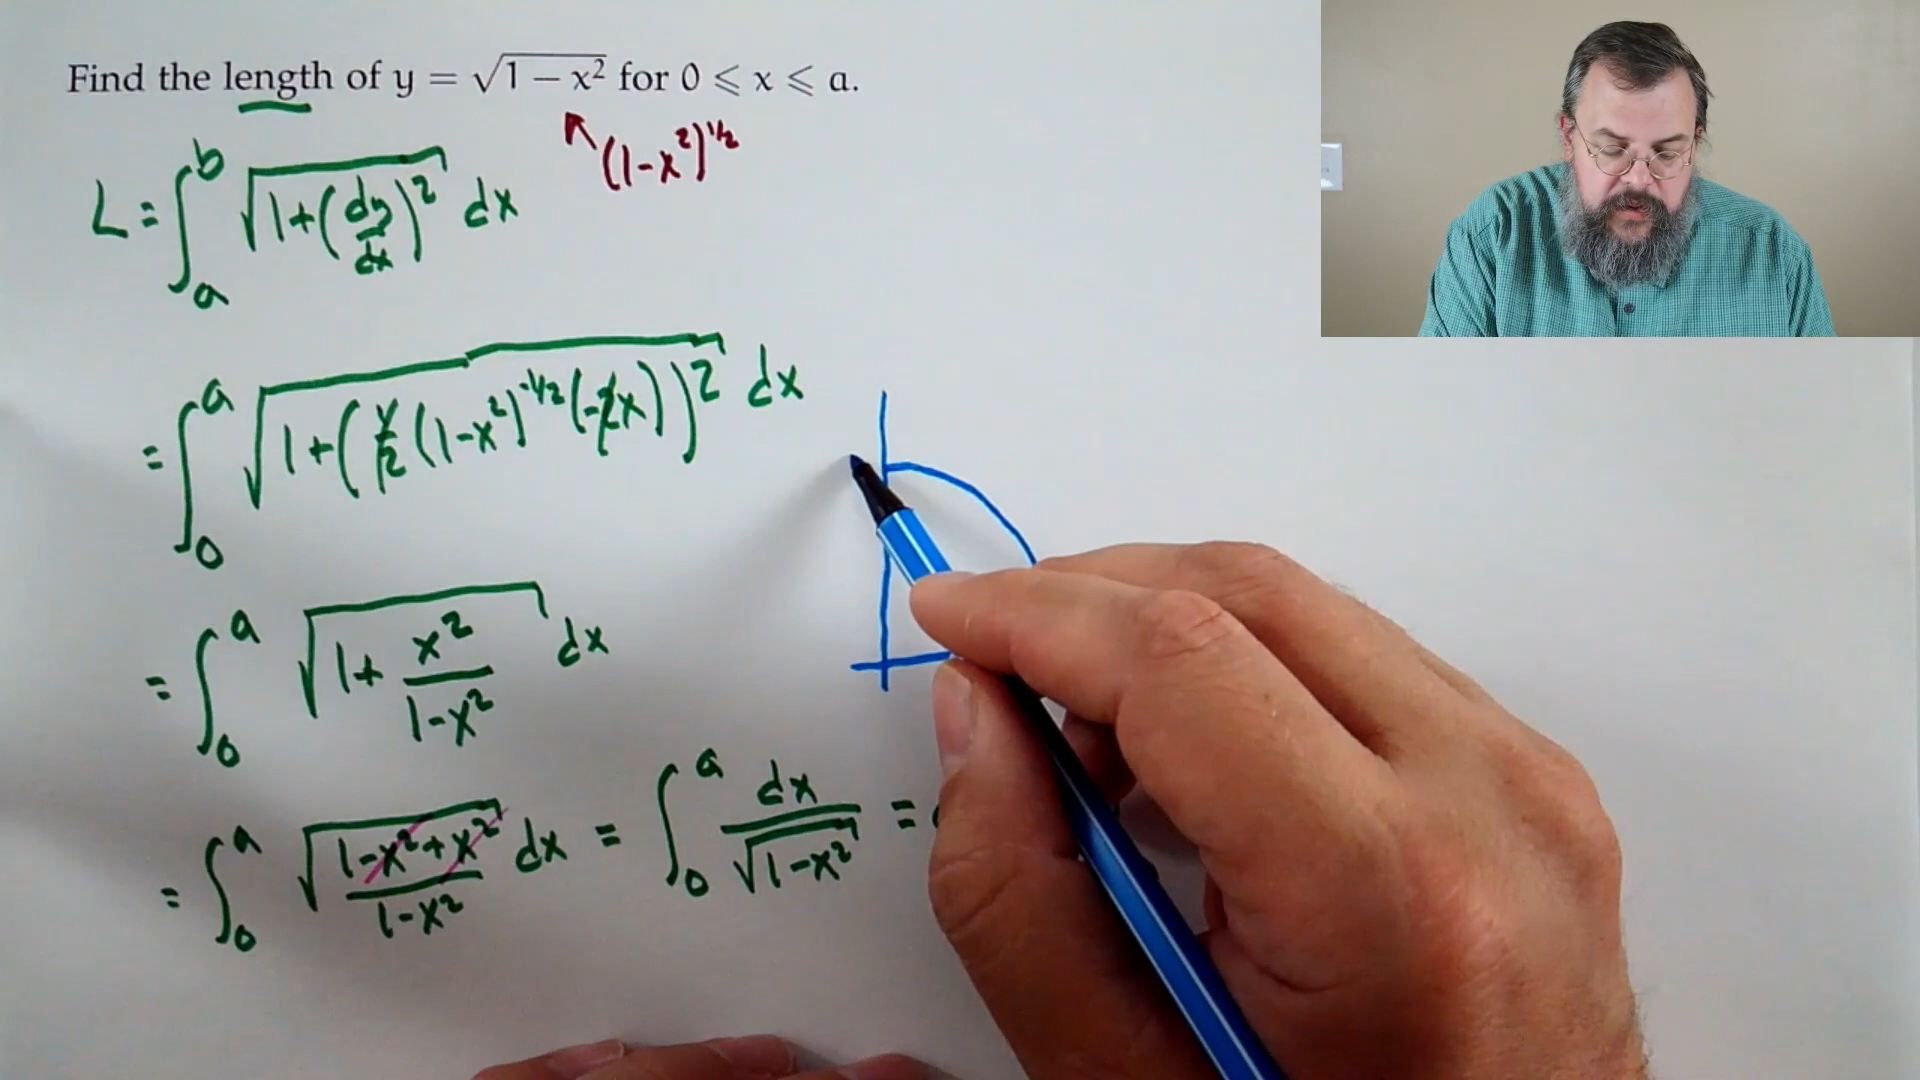 Find the length of y = √(1 − x²) for 0 ⩽ x ⩽ a.
(1-x²)^½
L = ∫_a^b √(1+(dy/dx)²) dx
= ∫_0^a √(1+(1/2 (1-x²)^(-1/2) (-2x))²) dx
= ∫_0^a √(1+ x²/(1-x²)) dx
= ∫_0^a √((1-x²+x²)/(1-x²)) dx = ∫_0^a dx/√(1-x²) =